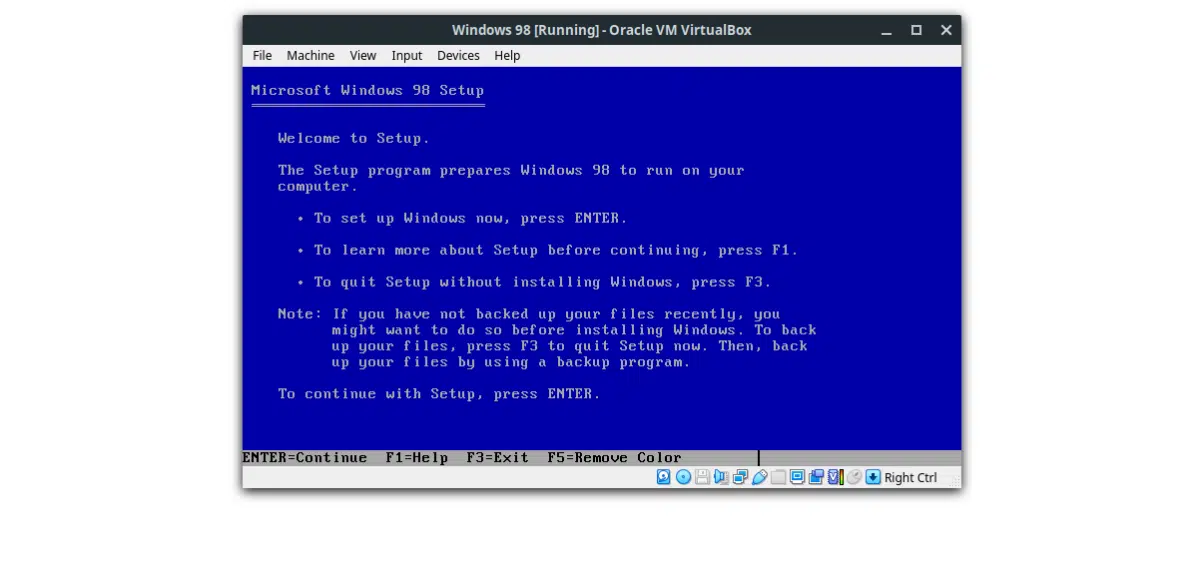 Windows 98 [Running] - Oracle VM VirtualBox
File Machine View Input Devices Help
Microsoft Windows 98 Setup
Welcome to Setup.
The Setup program prepares Windows 98 to run on your
computer.
• To set up Windows now, press ENTER.
• To learn more about Setup before continuing, press F1.
• To quit Setup without installing Windows, press F3.
Note: If you have not backed up your files recently, you
might want to do so before installing Windows. To back
up your files, press F3 to quit Setup now. Then, back
up your files by using a backup program.
To continue with Setup, press ENTER.
ENTER=Continue F1=Help F3=Exit F5=Remove Color
Right Ctrl